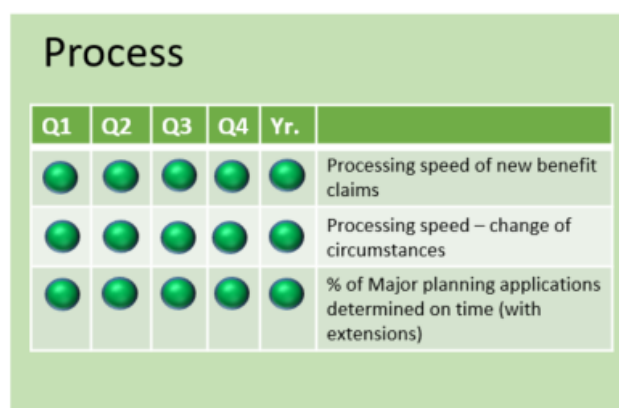 Process
Q1 Q2 Q3 Q4 Yr.
Processing speed of new benefit
claims
Processing speed – change of
circumstances
% of Major planning applications
determined on time (with
extensions)